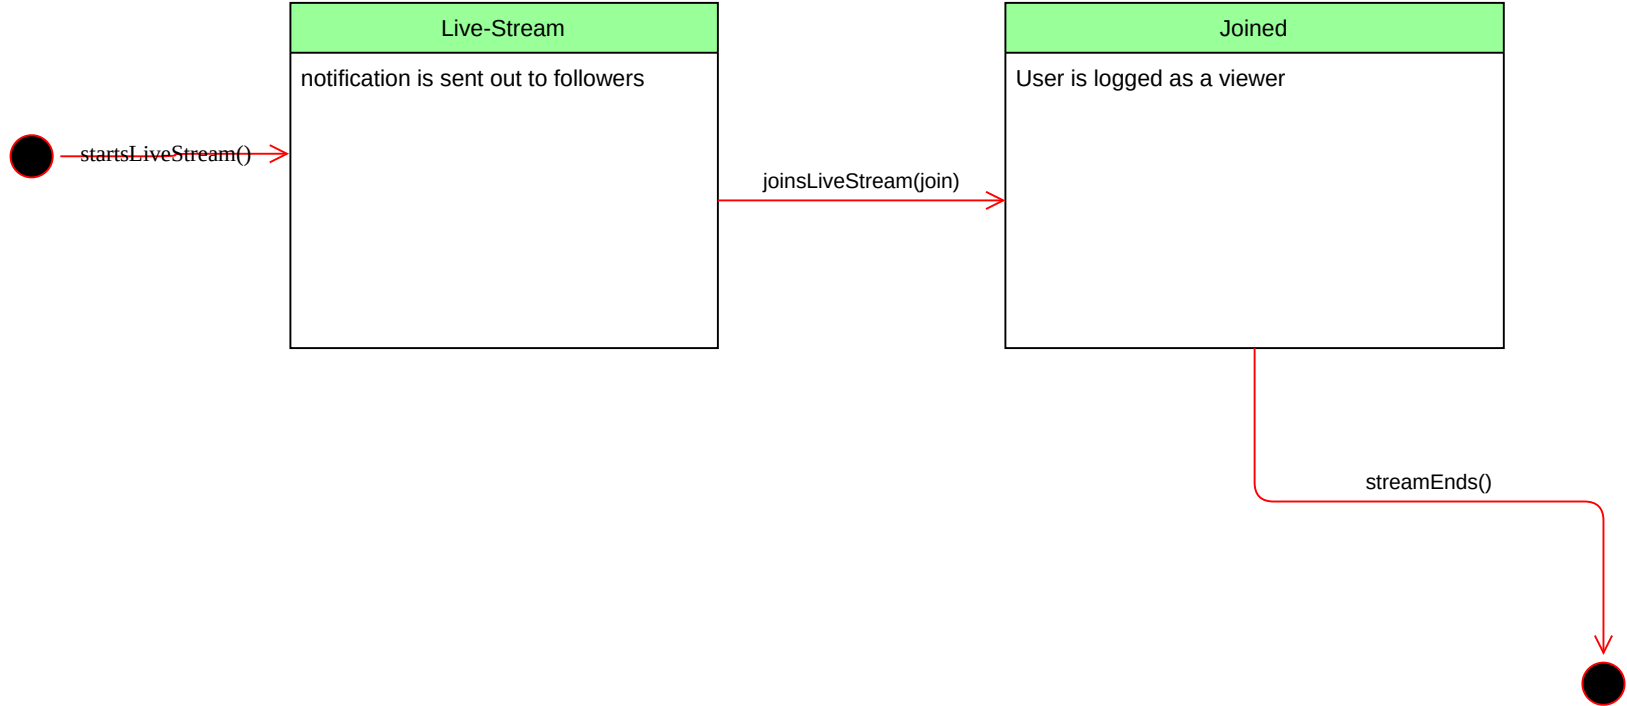 Live-Stream
notification is sent out to followers
startsLiveStream()
joinsLiveStream(join)
Joined
User is logged as a viewer
streamEnds()